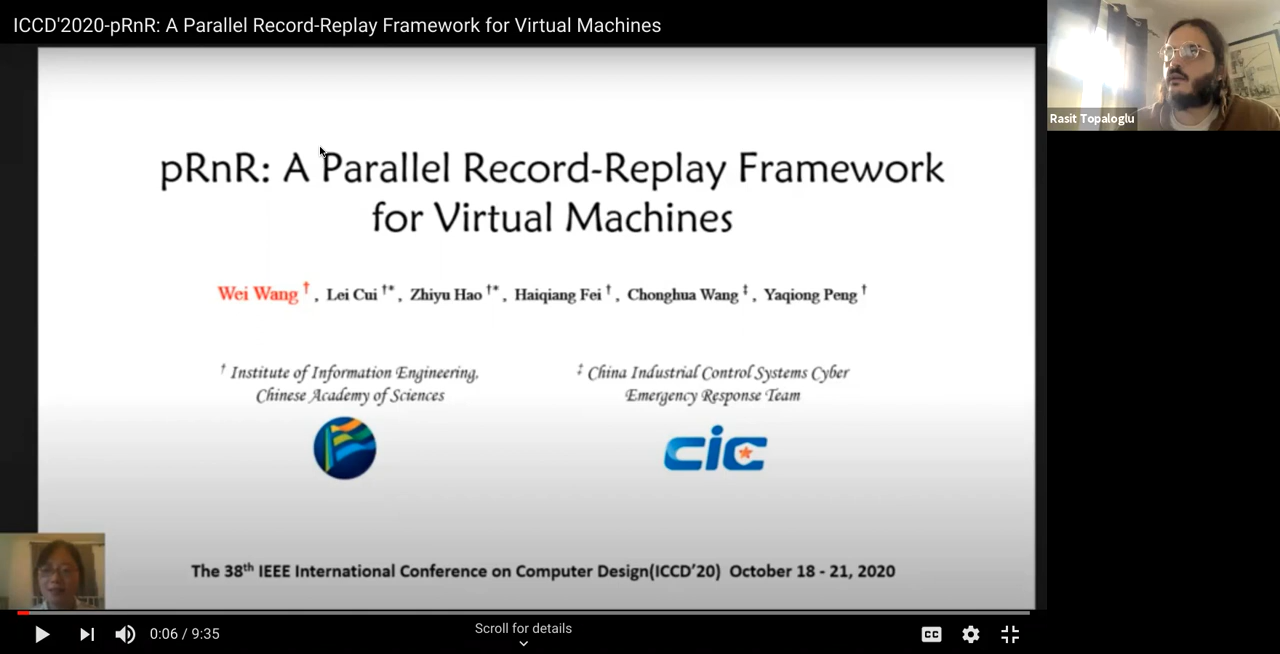 ICCD'2020-pRnR: A Parallel Record-Replay Framework for Virtual Machines
Rasit Topaloglu
pRnR: A Parallel Record-Replay Framework
for Virtual Machines
Wei Wang †, Lei Cui †*, Zhiyu Hao †*, Haiqiang Fei †, Chonghua Wang ‡, Yaqiong Peng †
† Institute of Information Engineering,
Chinese Academy of Sciences
‡ China Industrial Control Systems Cyber
Emergency Response Team
cic
The 38th IEEE International Conference on Computer Design(ICCD’20) October 18 - 21, 2020
0:06 / 9:35
Scroll for details
CC